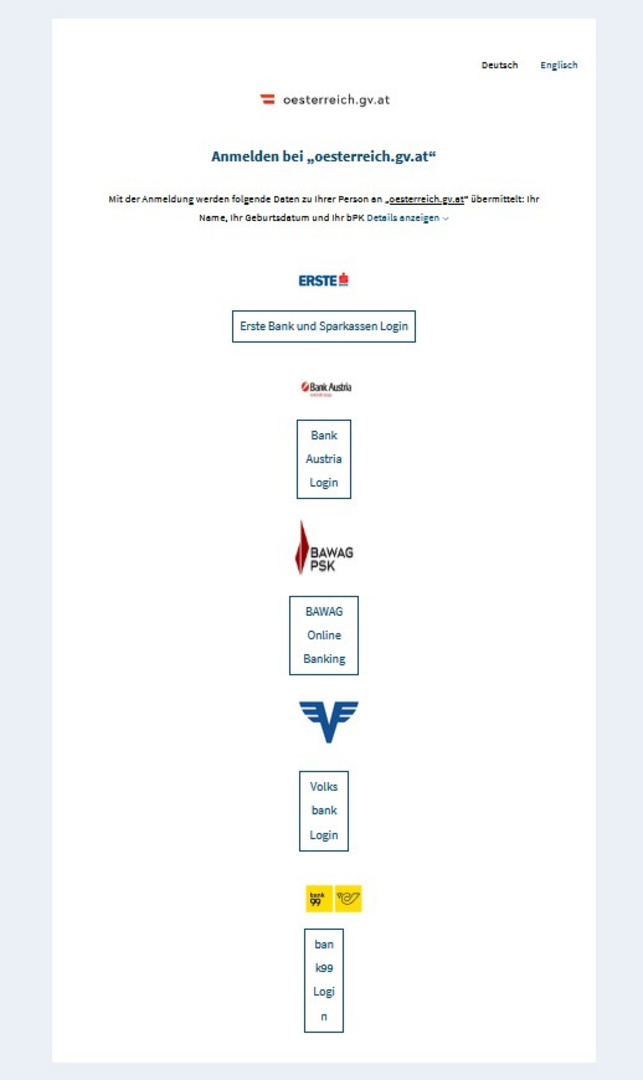 Deutsch Englisch
oesterreich.gv.at
Anmelden bei „oesterreich.gv.at“
Mit der Anmeldung werden folgende Daten zu Ihrer Person an „oesterreich.gv.at“ übermittelt: Ihr
Name, Ihr Geburtsdatum und Ihr bPK Details anzeigen
ERSTE
Erste Bank und Sparkassen Login
Bank Austria
Bank
Austria
Login
BAWAG
PSK
BAWAG
Online
Banking
Volks
bank
Login
bank
99
ban
k99
Logi
n